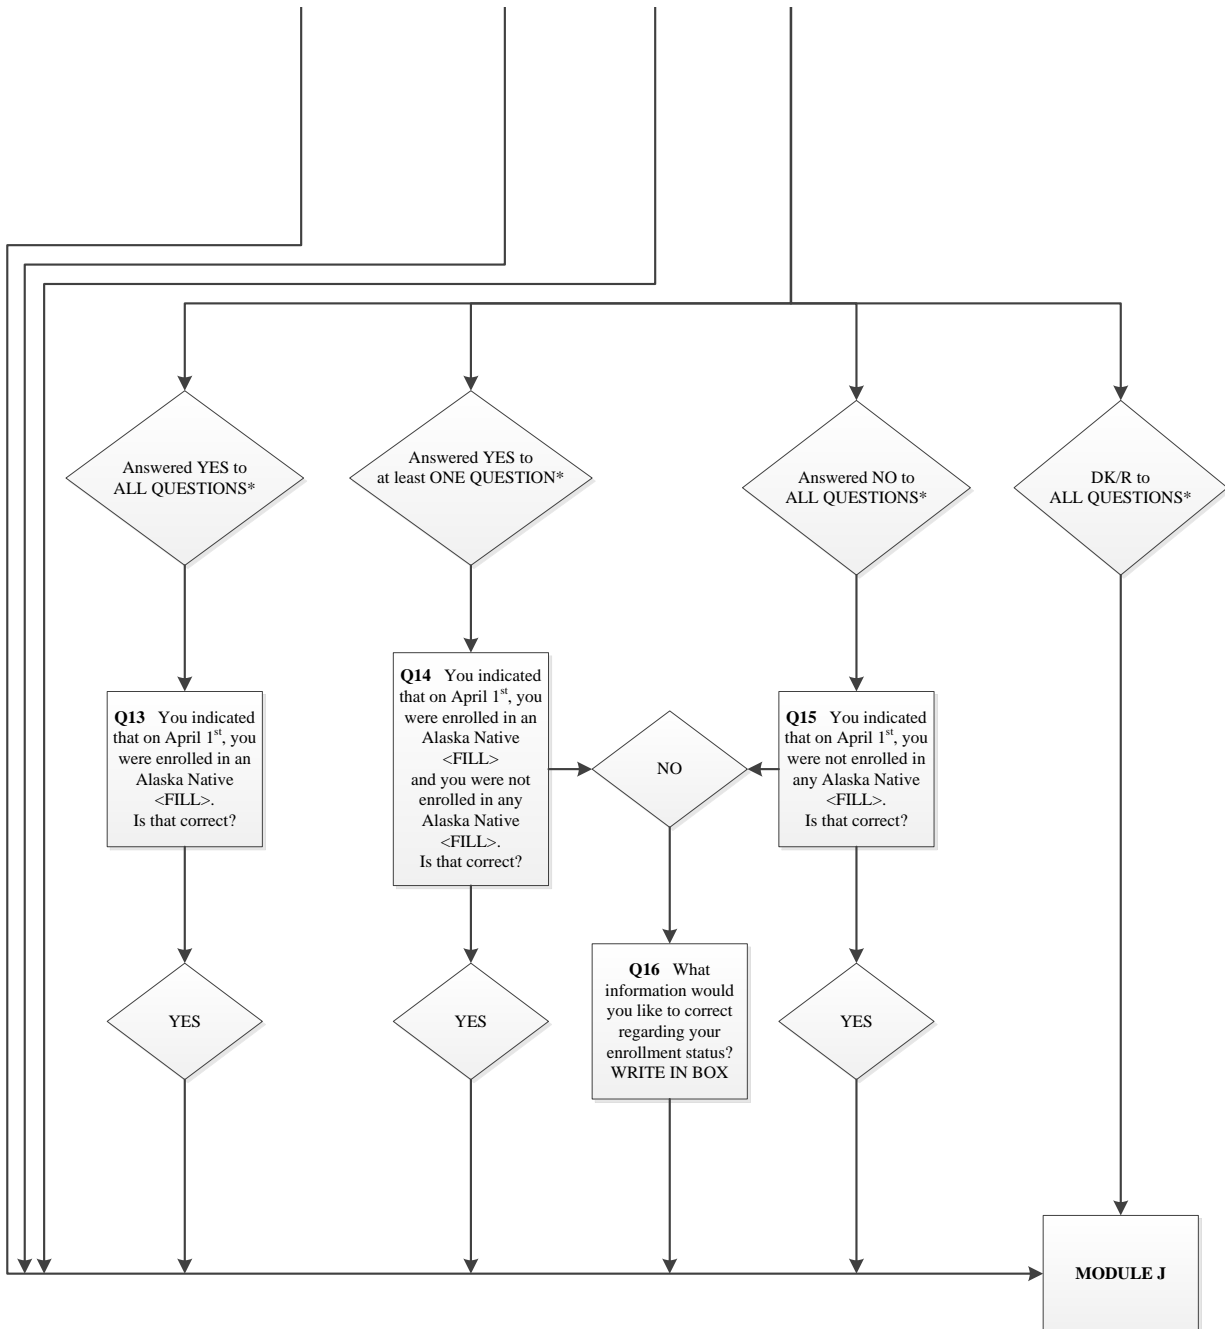 Answered YES to
ALL QUESTIONS*
Answered YES to
at least ONE QUESTION*
Answered NO to
ALL QUESTIONS*
DK/R to
ALL QUESTIONS*
Q13 You indicated
that on April 1st, you
were enrolled in an
Alaska Native
<FILL>.
Is that correct?
Q14 You indicated
that on April 1st, you
were enrolled in an
Alaska Native
<FILL>
and you were not
enrolled in any
Alaska Native
<FILL>.
Is that correct?
NO
Q15 You indicated
that on April 1st, you
were not enrolled in
any Alaska Native
<FILL>.
Is that correct?
YES
YES
Q16 What
information would
you like to correct
regarding your
enrollment status?
WRITE IN BOX
YES
MODULE J